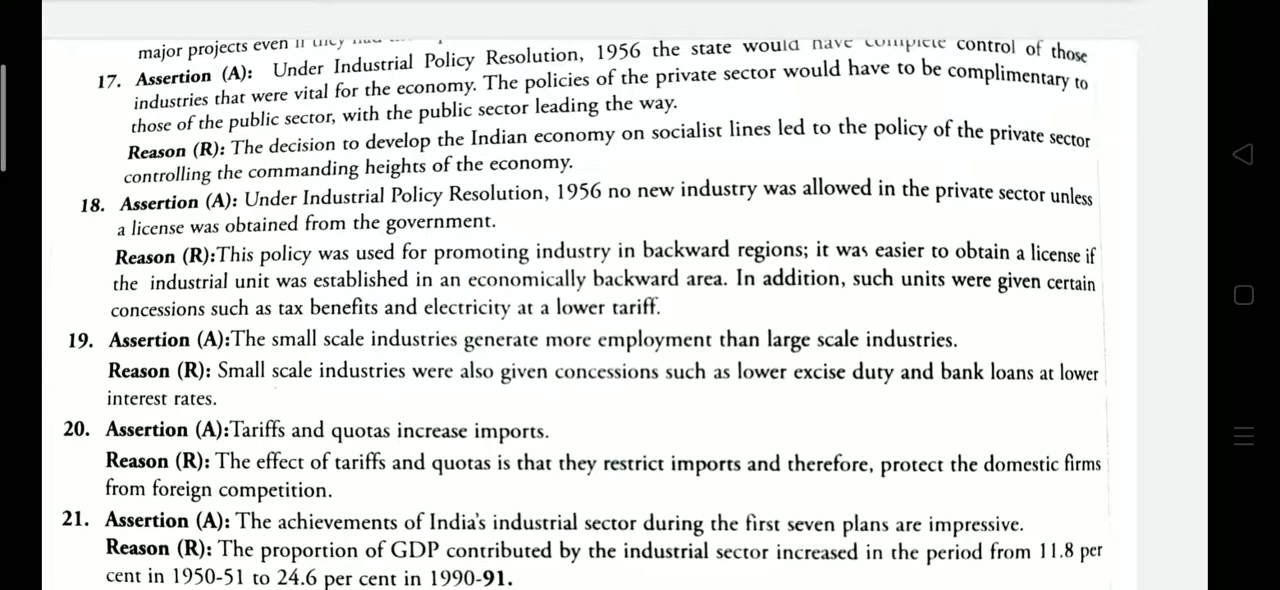 major projects even
17. Assertion (A): Under Industrial Policy Resolution, 1956 the state would have complete control of those
industries that were vital for the economy. The policies of the private sector would have to be complimentary to
those of the public sector, with the public sector leading the way.
Reason (R): The decision to develop the Indian economy on socialist lines led to the policy of the private sector
controlling the commanding heights of the economy.
18. Assertion (A): Under Industrial Policy Resolution, 1956 no new industry was allowed in the private sector unless
a license was obtained from the government.
Reason (R):This policy was used for promoting industry in backward regions; it was easier to obtain a license if
the industrial unit was established in an economically backward area. In addition, such units were given certain
concessions such as tax benefits and electricity at a lower tariff.
19. Assertion (A):The small scale industries generate more employment than large scale industries.
Reason (R): Small scale industries were also given concessions such as lower excise duty and bank loans at lower
interest rates.
20. Assertion (A):Tariffs and quotas increase imports.
Reason (R): The effect of tariffs and quotas is that they restrict imports and therefore, protect the domestic firms
from foreign competition.
21. Assertion (A): The achievements of India's industrial sector during the first seven plans are impressive.
Reason (R): The proportion of GDP contributed by the industrial sector increased in the period from 11.8 per
cent in 1950-51 to 24.6 per cent in 1990-91.